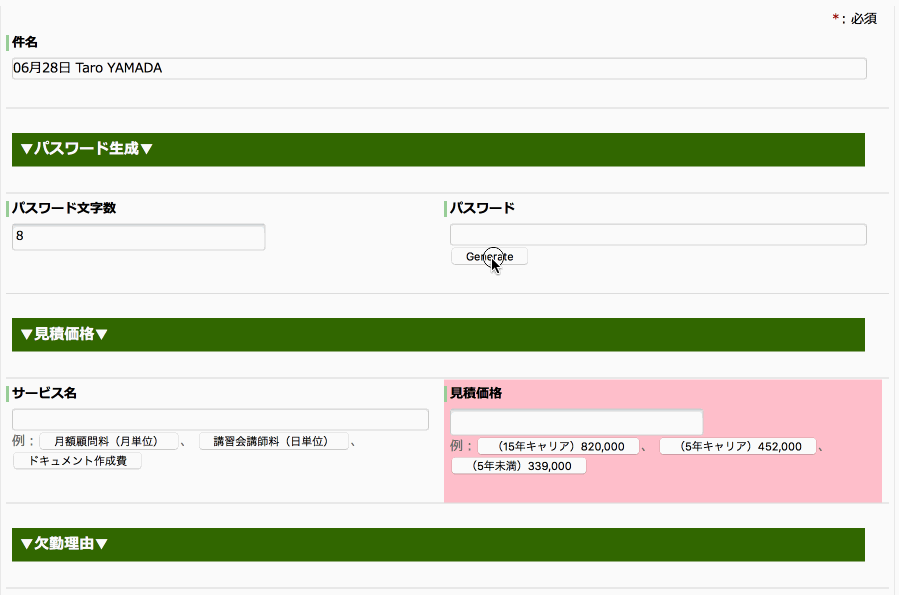 *：必須
件名
06月28日 Taro YAMADA
▼パスワード生成▼
パスワード文字数
パスワード
8
Generate
▼見積価格▼
サービス名
見積価格
例： 月額顧問料（月単位） 、 講習会講師料（日単位） 、
ドキュメント作成費
例： （15年キャリア）820,000 、 （5年キャリア）452,000 、
（5年未満）339,000
▼欠勤理由▼